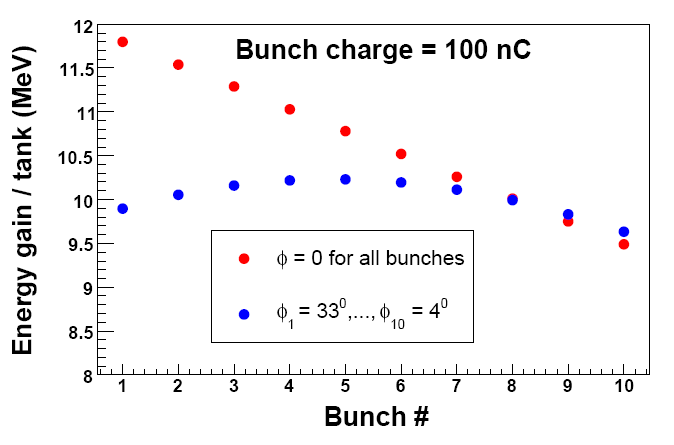 Bunch charge = 100 nC
Energy gain / tank (MeV)
12
11.5
11
10.5
10
9.5
9
8.5
8
ϕ = 0 for all bunches
ϕ₁ = 33⁰,..., ϕ₁₀ = 4⁰
1 2 3 4 5 6 7 8 9 10
Bunch #